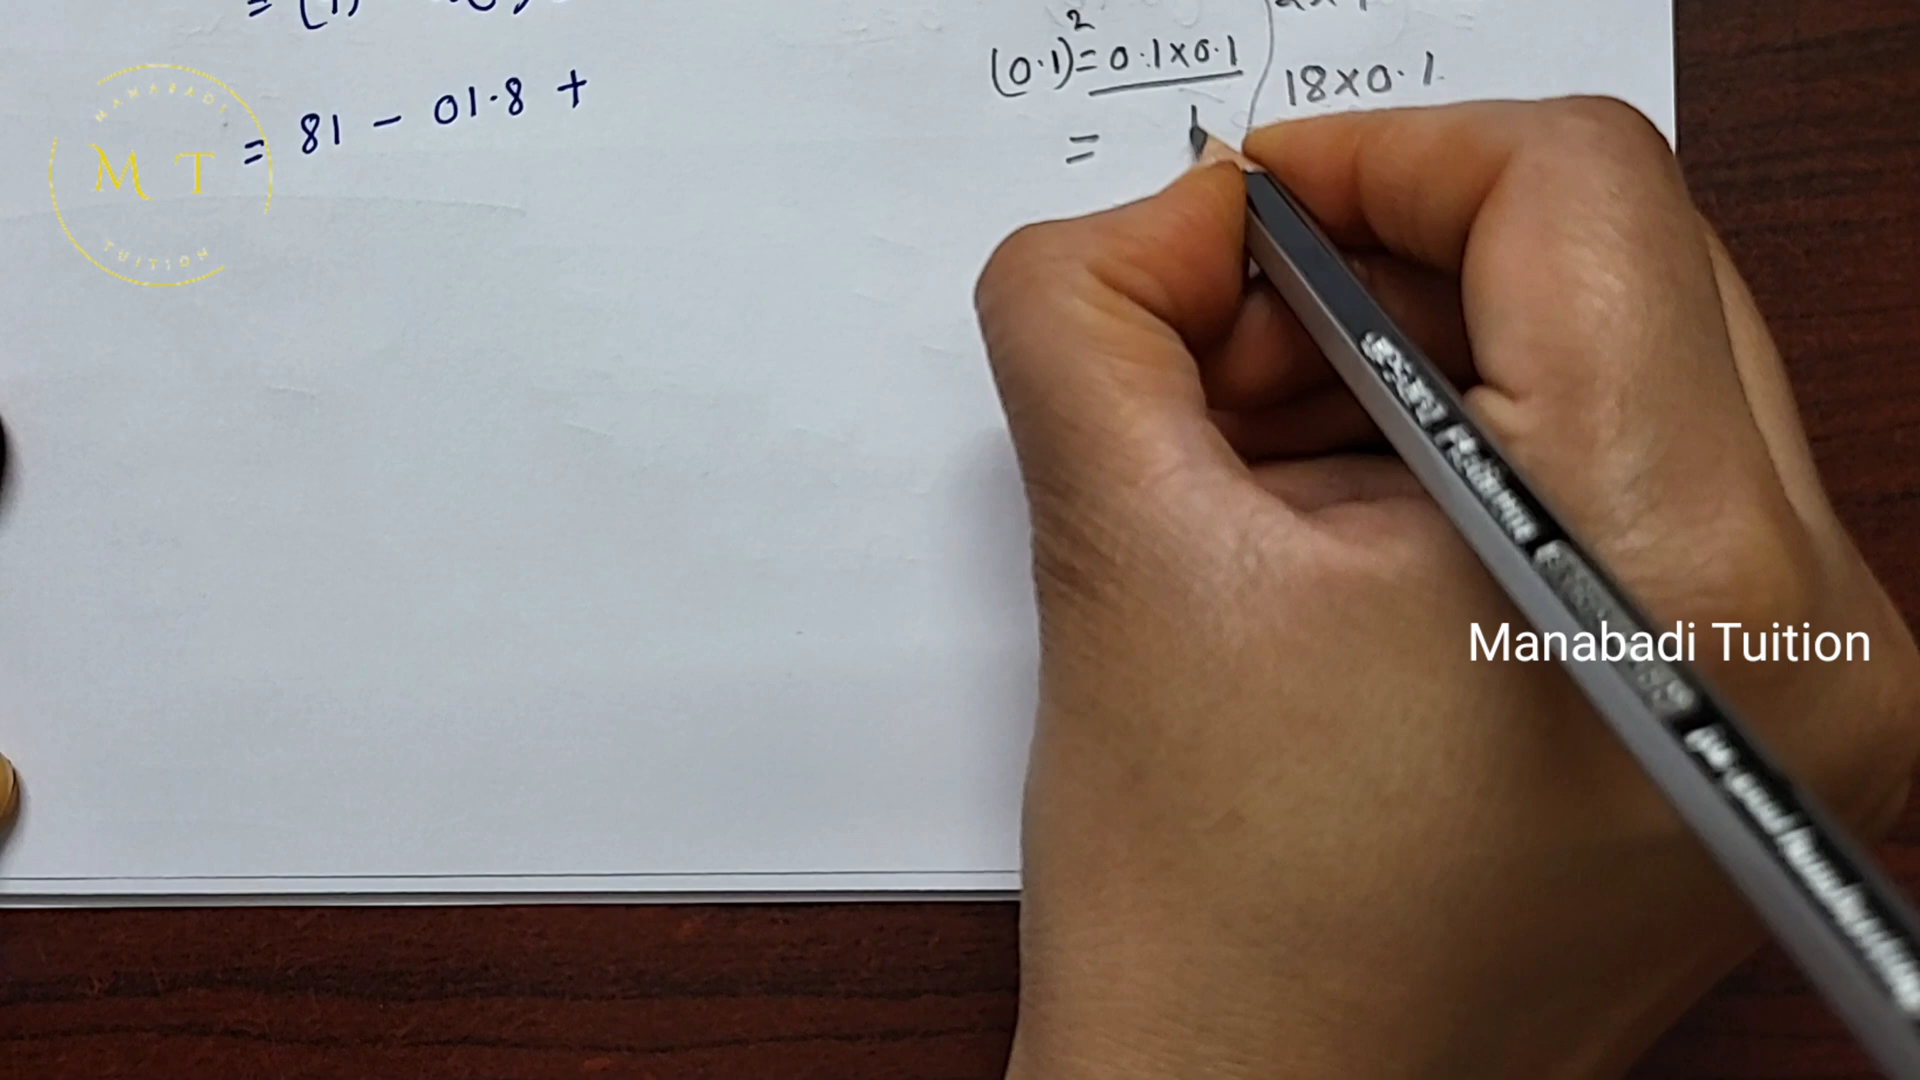 = 81 - 01.8 +
(0.1)² = 0.1 x 0.1
= 1
18 x 0.1
MANABADI
M T
TUITION
Manabadi Tuition